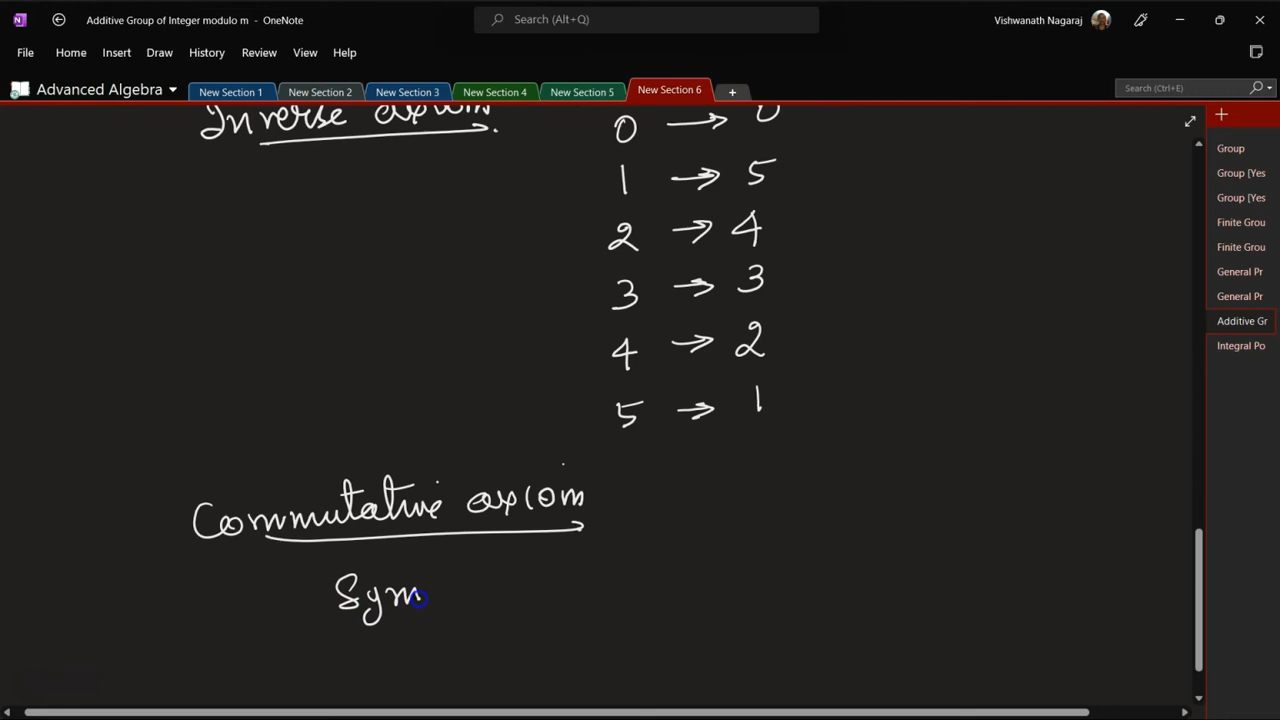 Additive Group of Integer modulo m - OneNote
Search (Alt+Q)
Vishwanath Nagaraj
File Home Insert Draw History Review View Help
Advanced Algebra
New Section 1 New Section 2 New Section 3 New Section 4 New Section 5 New Section 6 +
Search (Ctrl+E)
Inverse axiom
0 → 0
1 → 5
2 → 4
3 → 3
4 → 2
5 → 1
Commutative axiom
Sym
Group
Group [Yes
Group [Yes
Finite Grou
Finite Grou
General Pr
General Pr
Additive Gr
Integral Po